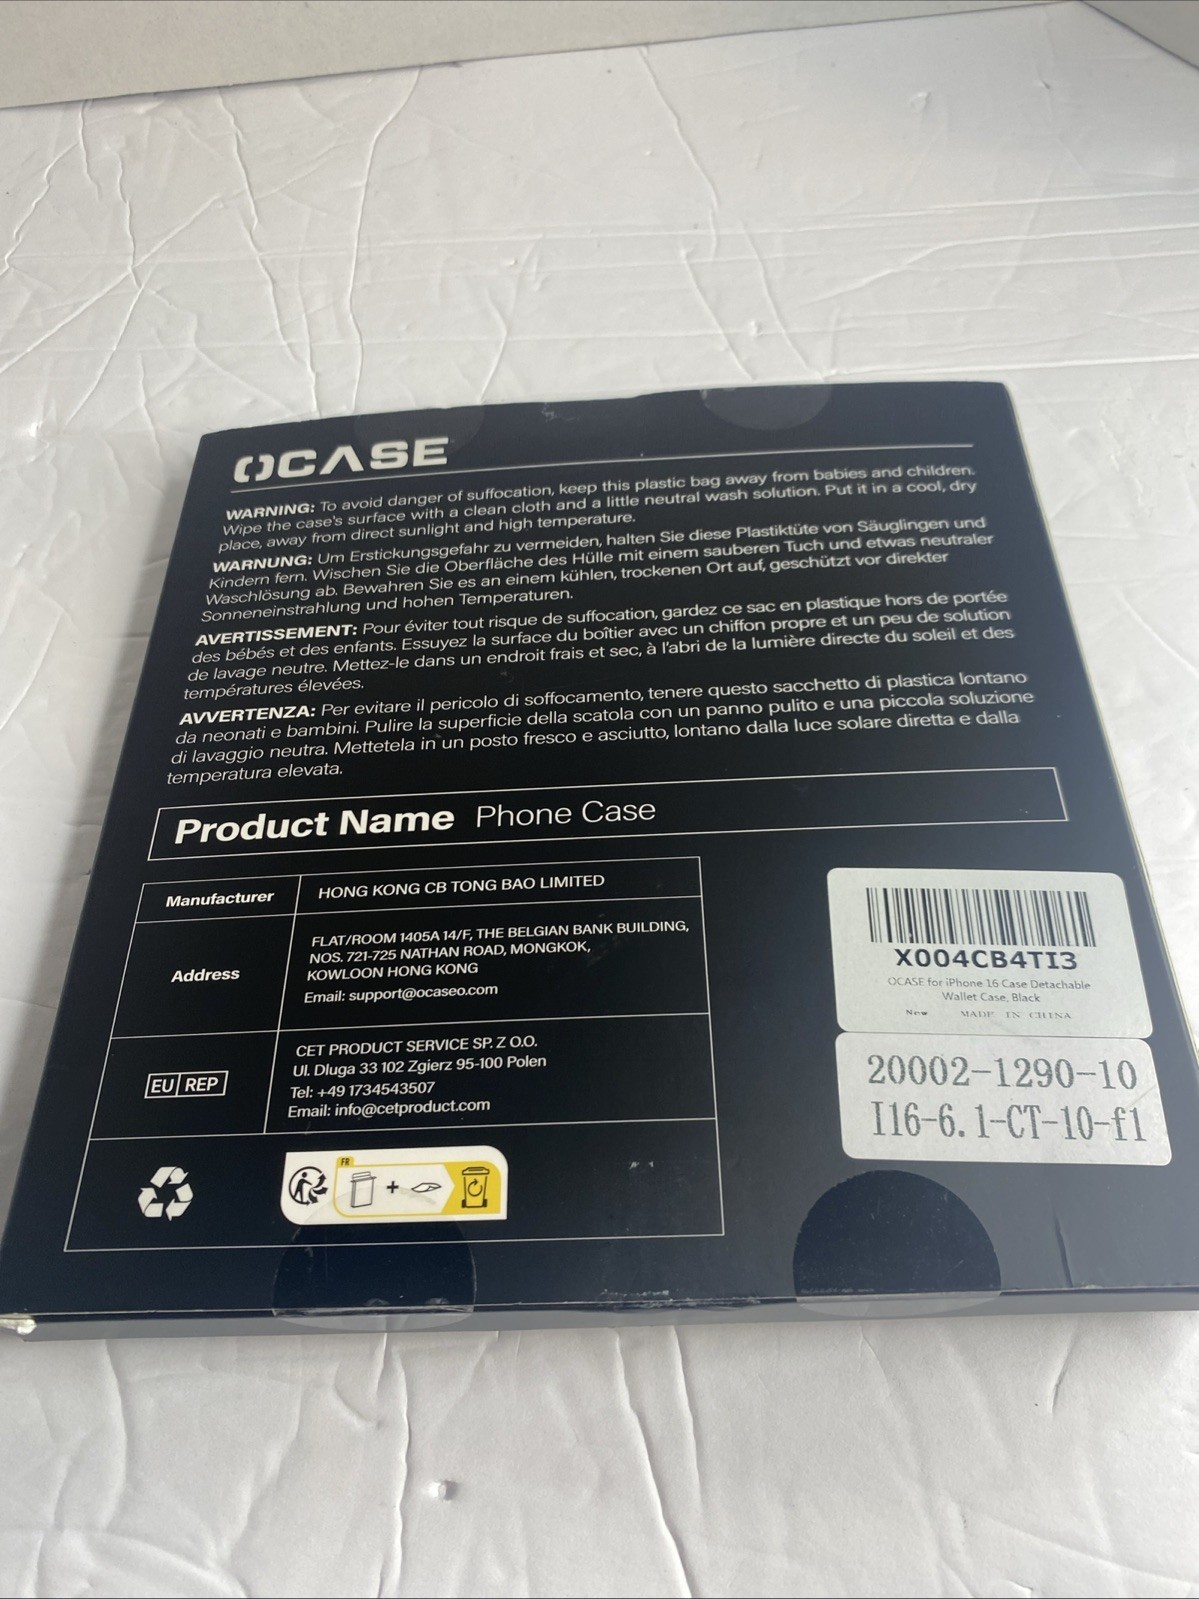 OCASE
WARNING: To avoid danger of suffocation, keep this plastic bag away from babies and children.
Wipe the case's surface with a clean cloth and a little neutral wash solution. Put it in a cool, dry
place, away from direct sunlight and high temperature.
WARNUNG: Um Erstickungsgefahr zu vermeiden, halten Sie diese Plastiktüte von Säuglingen und
Kindern fern. Wischen Sie die Oberfläche des Hülle mit einem sauberen Tuch und etwas neutraler
Waschlösung ab. Bewahren Sie es an einem kühlen, trockenen Ort auf, geschützt vor direkter
Sonneneinstrahlung und hohen Temperaturen.
AVERTISSEMENT: Pour éviter tout risque de suffocation, gardez ce sac en plastique hors de portée
des bébés et des enfants. Essuyez la surface du boîtier avec un chiffon propre et un peu de solution
de lavage neutre. Mettez-le dans un endroit frais et sec, à l'abri de la lumière directe du soleil et des
températures élevées.
AVVERTENZA: Per evitare il pericolo di soffocamento, tenere questo sacchetto di plastica lontano
da neonati e bambini. Pulire la superficie della scatola con un panno pulito e una piccola soluzione
di lavaggio neutra. Mettetela in un posto fresco e asciutto, lontano dalla luce solare diretta e dalla
temperatura elevata.
Product Name Phone Case
Manufacturer HONG KONG CB TONG BAO LIMITED
Address
FLAT/ROOM 1405A 14/F, THE BELGIAN BANK BUILDING,
NOS. 721-725 NATHAN ROAD, MONGKOK,
KOWLOON HONG KONG
Email: support@ocaseo.com
EU REP
CET PRODUCT SERVICE SP. Z O.O.
Ul. Dluga 33 102 Zgierz 95-100 Polen
Tel: +49 1734543507
Email: info@cetproduct.com
FR
+
X004CB4TI3
OCASE for iPhone 16 Case Detachable
Wallet Case, Black
New MADE IN CHINA
20002-1290-10
I16-6.1-CT-10-f1